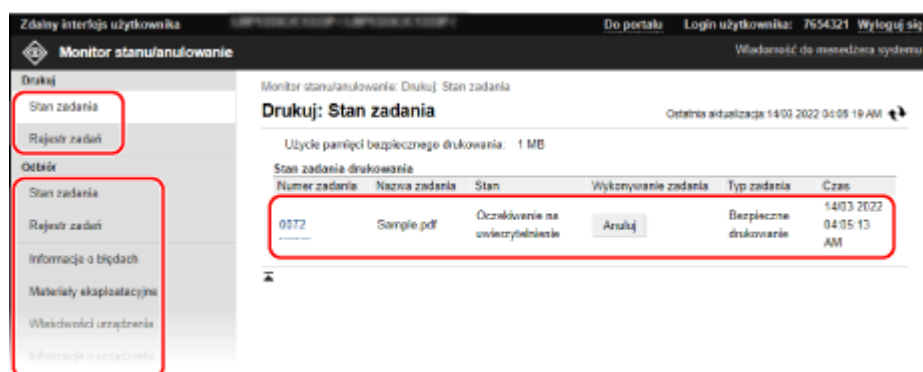 Zdalny interfejs użytkownika
Do portalu Login użytkownika: 7654321 Wyloguj się
Monitor stanu/anulowanie
Wiadomość do menedżera systemu
Drukuj
Stan zadania
Rejestr zadań
Odbiór
Stan zadania
Rejestr zadań
Informacje o błędach
Materiały eksploatacyjne
Właściwości urządzenia
Informacje o urządzeniu
Monitor stanu/anulowanie: Drukuj: Stan zadania
Drukuj: Stan zadania
Ostatnia aktualizacja:14/03 2022 04:05:19 AM
Użycie pamięci bezpiecznego drukowania: 1 MB
Stan zadania drukowania
Numer zadania Nazwa zadania Stan Wykonywanie zadania Typ zadania Czas
0072 Sample.pdf Oczekiwanie na uwierzytelnienie Anuluj Bezpieczne drukowanie 14/03 2022 04:05:13 AM